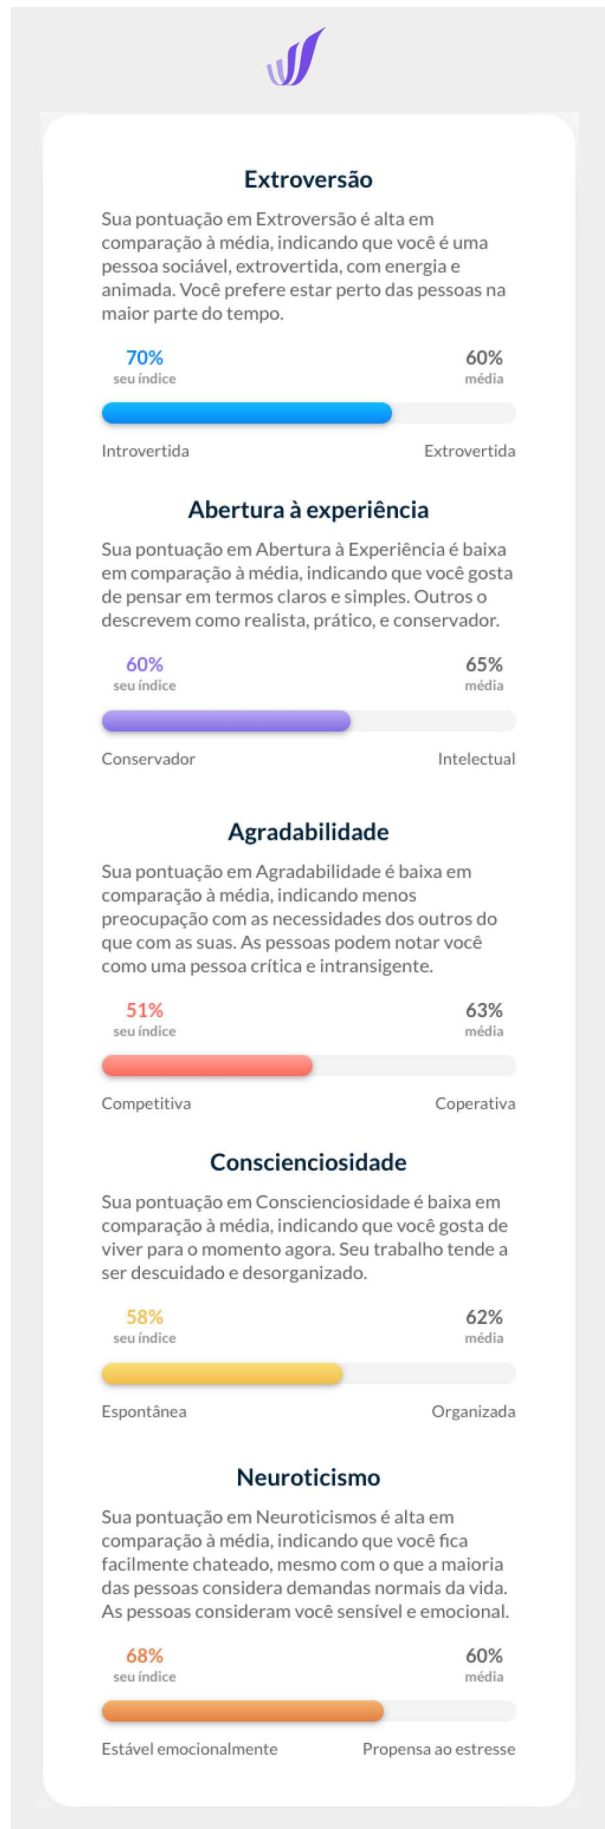 Extroversão
Sua pontuação em Extroversão é alta em
comparação à média, indicando que você é uma
pessoa sociável, extrovertida, com energia e
animada. Você prefere estar perto das pessoas na
maior parte do tempo.
70% 60%
seu índice média
Introvertida Extrovertida
Abertura à experiência
Sua pontuação em Abertura à Experiência é baixa
em comparação à média, indicando que você gosta
de pensar em termos claros e simples. Outros o
descrevem como realista, prático, e conservador.
60% 65%
seu índice média
Conservador Intelectual
Agradabilidade
Sua pontuação em Agradabilidade é baixa em
comparação à média, indicando menos
preocupação com as necessidades dos outros do
que com as suas. As pessoas podem notar você
como uma pessoa crítica e intransigente.
51% 63%
seu índice média
Competitiva Coperativa
Conscienciosidade
Sua pontuação em Conscienciosidade é baixa em
comparação à média, indicando que você gosta de
viver para o momento agora. Seu trabalho tende a
ser descuidado e desorganizado.
58% 62%
seu índice média
Espontânea Organizada
Neuroticismo
Sua pontuação em Neuroticismos é alta em
comparação à média, indicando que você fica
facilmente chateado, mesmo com o que a maioria
das pessoas considera demandas normais da vida.
As pessoas consideram você sensível e emocional.
68% 60%
seu índice média
Estável emocionalmente Propensa ao estresse